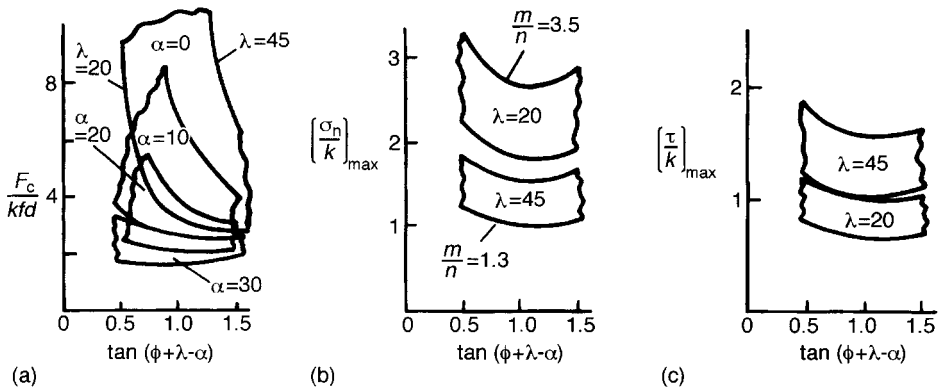 8
4
0
0.5
1.0
1.5
F_c/kfd
λ=20
α=20
α=0
α=10
λ=45
α=30
tan (ϕ+λ-α)
(a)
3
2
1
0
0.5
1.0
1.5
[σ_n/k]max
m/n=3.5
λ=20
λ=45
m/n=1.3
tan (ϕ+λ-α)
(b)
2
1
0
0.5
1.0
1.5
[τ/k]max
λ=45
λ=20
tan (ϕ+λ-α)
(c)